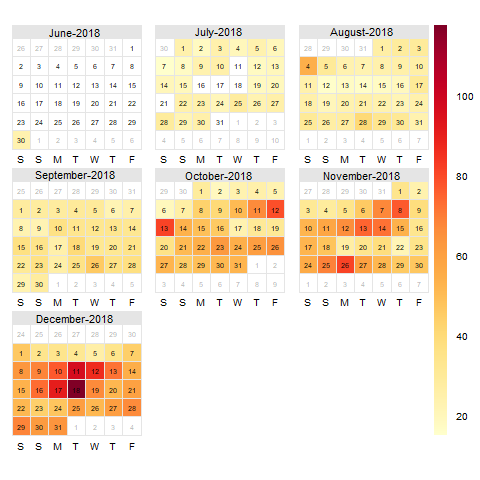 June-2018
26 27 28 29 30 31 1
2 3 4 5 6 7 8
9 10 11 12 13 14 15
16 17 18 19 20 21 22
23 24 25 26 27 28 29
30 1 2 3 4 5 6
S S M T W T F
July-2018
30 1 2 3 4 5 6
7 8 9 10 11 12 13
14 15 16 17 18 19 20
21 22 23 24 25 26 27
28 29 30 31 1 2 3
4 5 6 7 8 9 10
S S M T W T F
August-2018
28 29 30 31 1 2 3
4 5 6 7 8 9 10
11 12 13 14 15 16 17
18 19 20 21 22 23 24
25 26 27 28 29 30 31
1 2 3 4 5 6 7
S S M T W T F
September-2018
25 26 27 28 29 30 31
1 2 3 4 5 6 7
8 9 10 11 12 13 14
15 16 17 18 19 20 21
22 23 24 25 26 27 28
29 30 1 2 3 4 5
S S M T W T F
October-2018
29 30 1 2 3 4 5
6 7 8 9 10 11 12
13 14 15 16 17 18 19
20 21 22 23 24 25 26
27 28 29 30 31 1 2
3 4 5 6 7 8 9
S S M T W T F
November-2018
27 28 29 30 31 1 2
3 4 5 6 7 8 9
10 11 12 13 14 15 16
17 18 19 20 21 22 23
24 25 26 27 28 29 30
1 2 3 4 5 6 7
S S M T W T F
December-2018
24 25 26 27 28 29 30
1 2 3 4 5 6 7
8 9 10 11 12 13 14
15 16 17 18 19 20 21
22 23 24 25 26 27 28
29 30 31 1 2 3 4
S S M T W T F
100
80
60
40
20